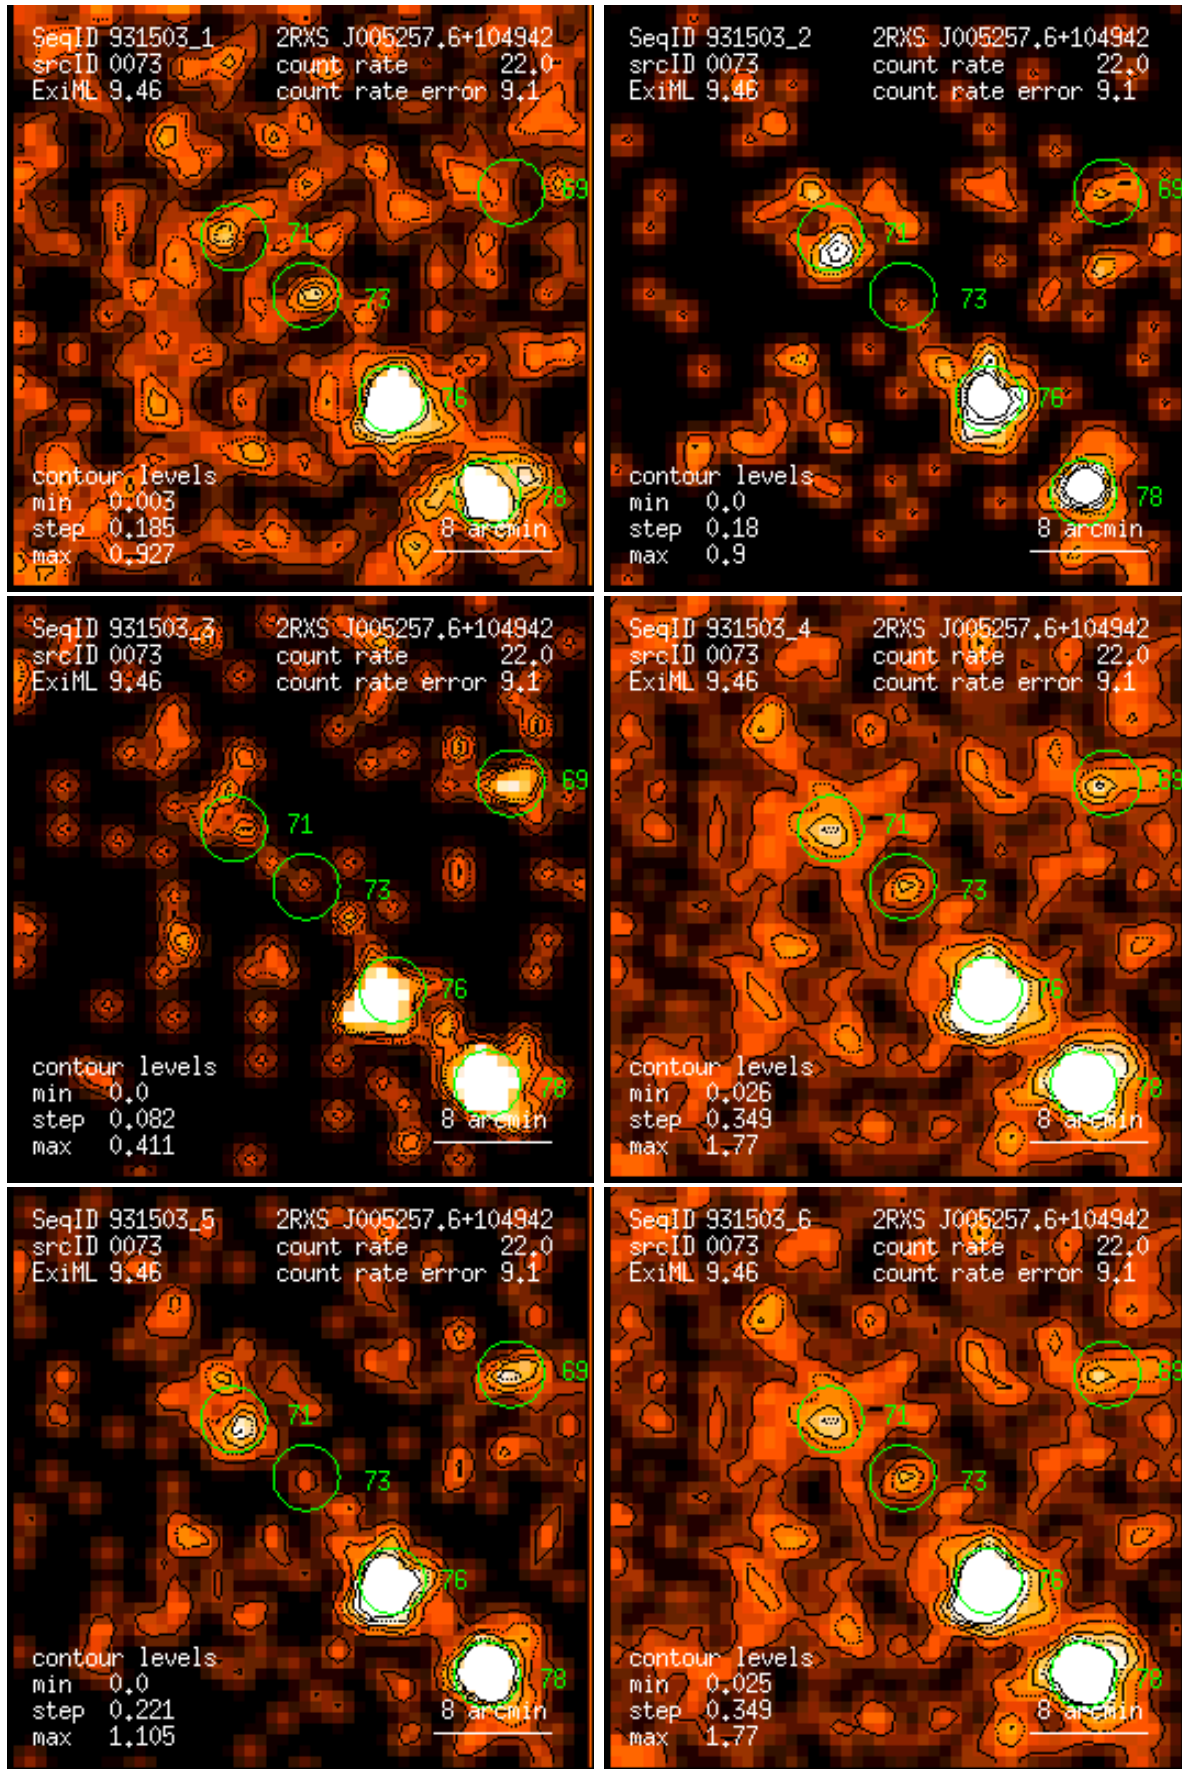 SeqID 931503_1 2RXS J005257.6+104942
srcID 0073 count rate 22.0
ExiML 9.46 count rate error 9.1
69
71
73
76
contour levels
min 0.003
78
step 0.185 8 arcmin
max 0.927
SeqID 931503_2 2RXS J005257.6+104942
srcID 0073 count rate 22.0
ExiML 9.46 count rate error 9.1
69
71
73
76
contour levels
min 0.0
78
step 0.18 8 arcmin
max 0.9
SeqID 931503_3 2RXS J005257.6+104942
srcID 0073 count rate 22.0
ExiML 9.46 count rate error 9.1
69
71
73
76
contour levels
min 0.0
78
step 0.082 8 arcmin
max 0.411
SeqID 931503_4 2RXS J005257.6+104942
srcID 0073 count rate 22.0
ExiML 9.46 count rate error 9.1
69
71
73
76
contour levels
min 0.026
78
step 0.349 8 arcmin
max 1.77
SeqID 931503_5 2RXS J005257.6+104942
srcID 0073 count rate 22.0
ExiML 9.46 count rate error 9.1
69
71
73
76
contour levels
min 0.0
78
step 0.221 8 arcmin
max 1.105
SeqID 931503_6 2RXS J005257.6+104942
srcID 0073 count rate 22.0
ExiML 9.46 count rate error 9.1
69
71
73
76
contour levels
min 0.025
78
step 0.349 8 arcmin
max 1.77